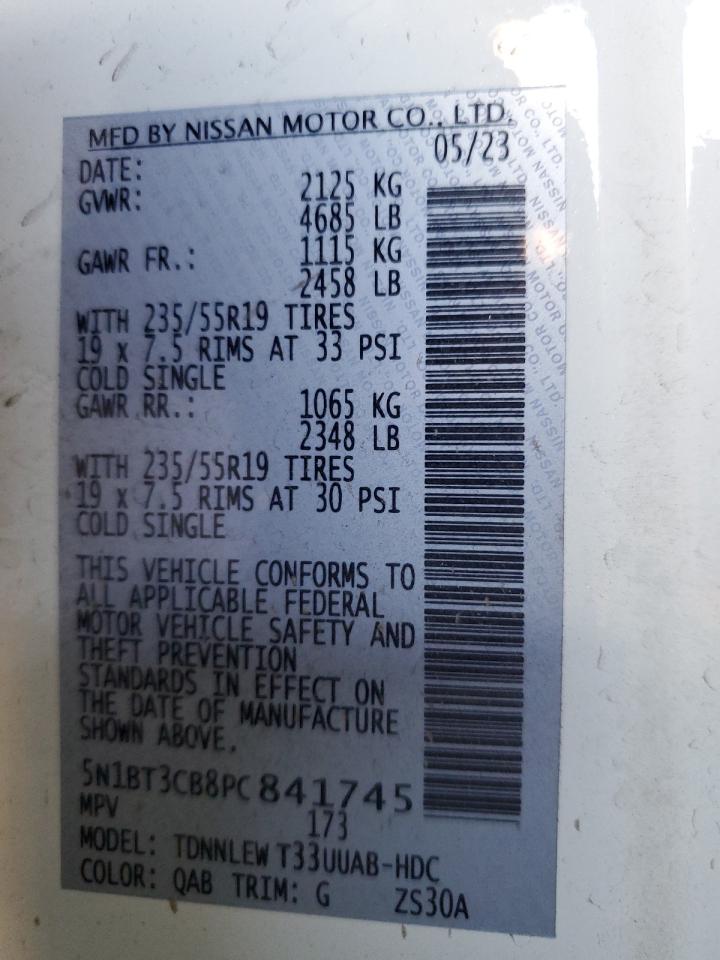 MFD BY NISSAN MOTOR CO., LTD.
DATE: 05/23
GVWR: 2125 KG
4685 LB
GAWR FR.: 1115 KG
2458 LB
WITH 235/55R19 TIRES
19 x 7.5 RIMS AT 33 PSI
COLD SINGLE
GAWR RR.: 1065 KG
2348 LB
WITH 235/55R19 TIRES
19 x 7.5 RIMS AT 30 PSI
COLD SINGLE
THIS VEHICLE CONFORMS TO
ALL APPLICABLE FEDERAL
MOTOR VEHICLE SAFETY AND
THEFT PREVENTION
STANDARDS IN EFFECT ON
THE DATE OF MANUFACTURE
SHOWN ABOVE.
5N1BT3CB8PC841745
MPV 173
MODEL: TDNNLEW T33UUAB-HDC
COLOR: QAB TRIM: G ZS30A